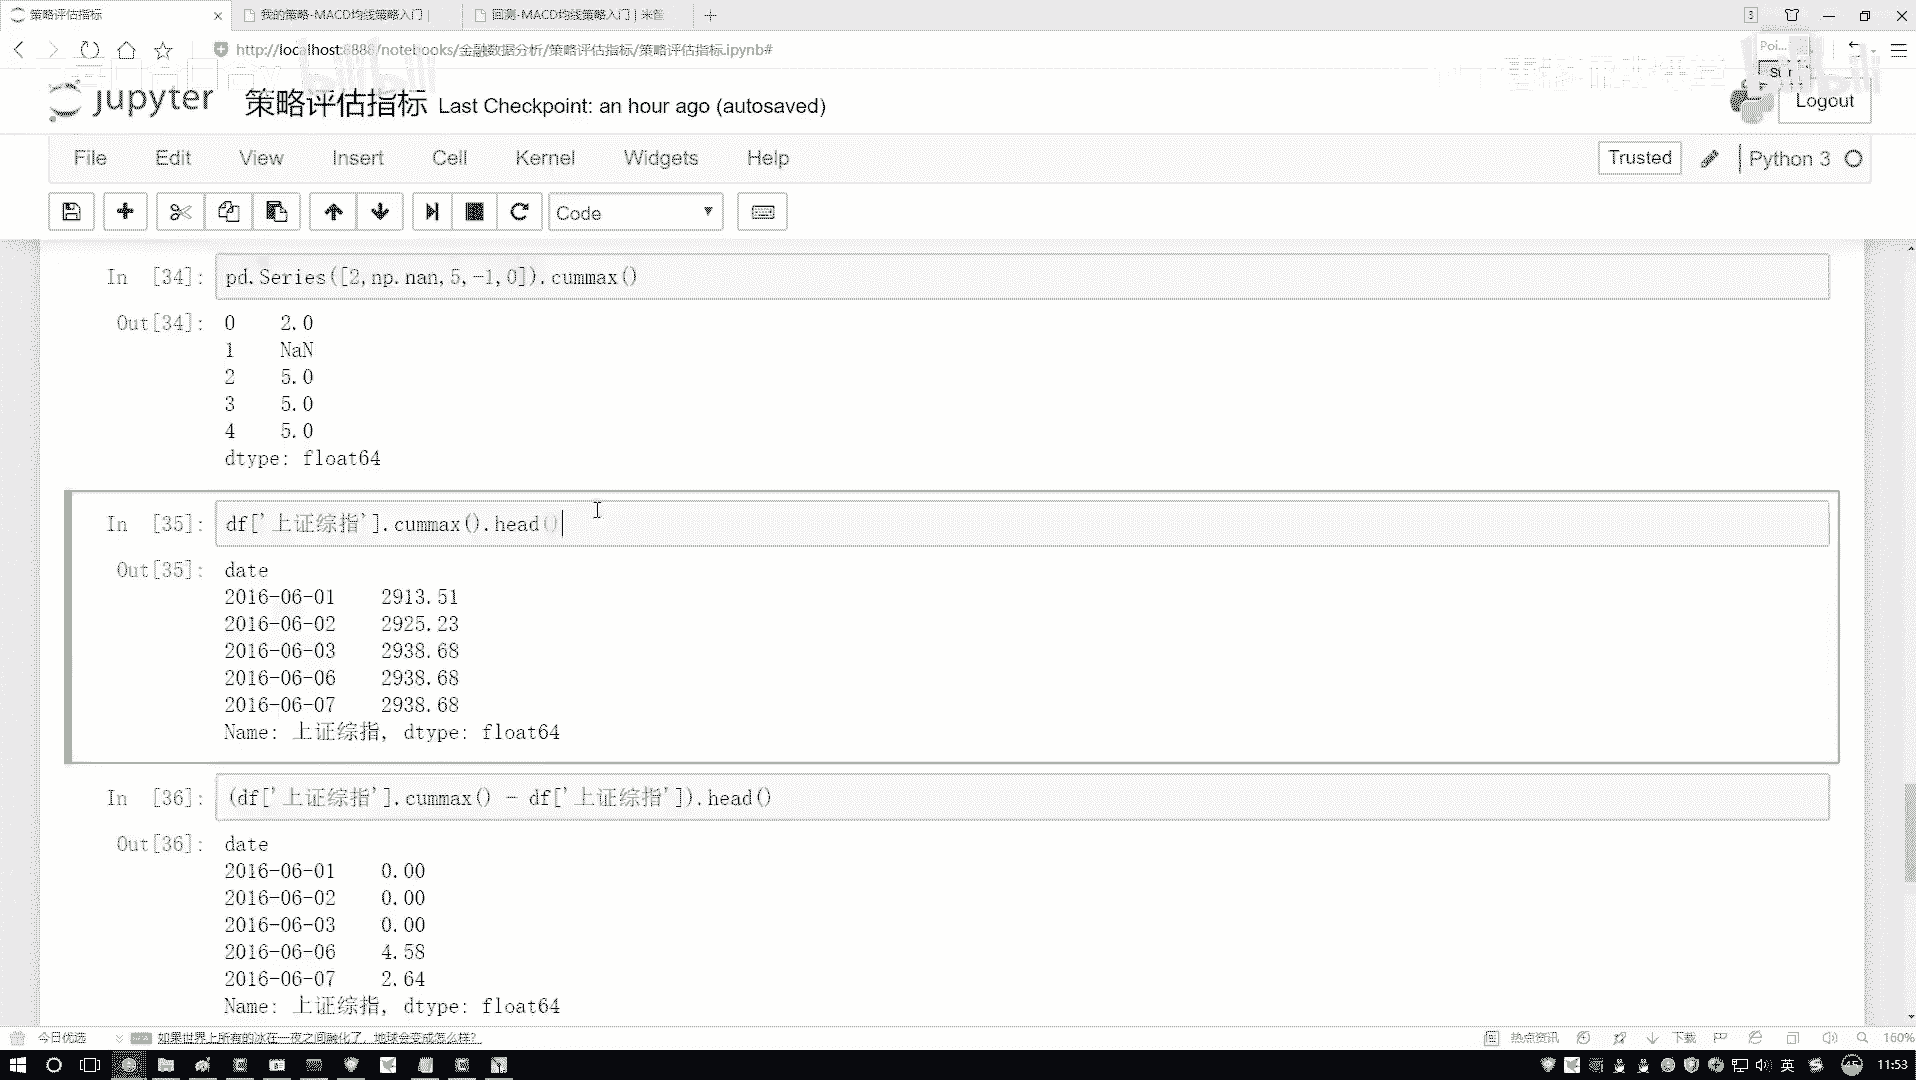 策略评估指标
我的策略-MACD均线策略入门 |
回测-MACD均线策略入门 | 米筐
3
http://localhost:8888/notebooks/金融数据分析/策略评估指标/策略评估指标.ipynb#
Poi...
bilibili
jupyter 策略评估指标 Last Checkpoint: an hour ago (autosaved)
Logout
File Edit View Insert Cell Kernel Widgets Help
Trusted
Python 3
Code
In [34]: pd.Series([2,np.nan,5,-1,0]).cummax()
Out[34]: 0 2.0
1 NaN
2 5.0
3 5.0
4 5.0
dtype: float64
In [35]: df['上证综指'].cummax().head()
Out[35]: date
2016-06-01 2913.51
2016-06-02 2925.23
2016-06-03 2938.68
2016-06-06 2938.68
2016-06-07 2938.68
Name: 上证综指, dtype: float64
In [36]: (df['上证综指'].cummax() - df['上证综指']).head()
Out[36]: date
2016-06-01 0.00
2016-06-02 0.00
2016-06-03 0.00
2016-06-06 4.58
2016-06-07 2.64
Name: 上证综指, dtype: float64
今日优选
如果世界上所有的冰在一夜之间融化了，地球会变成怎么样？
热点资讯
下载
160%
英
45
11:53